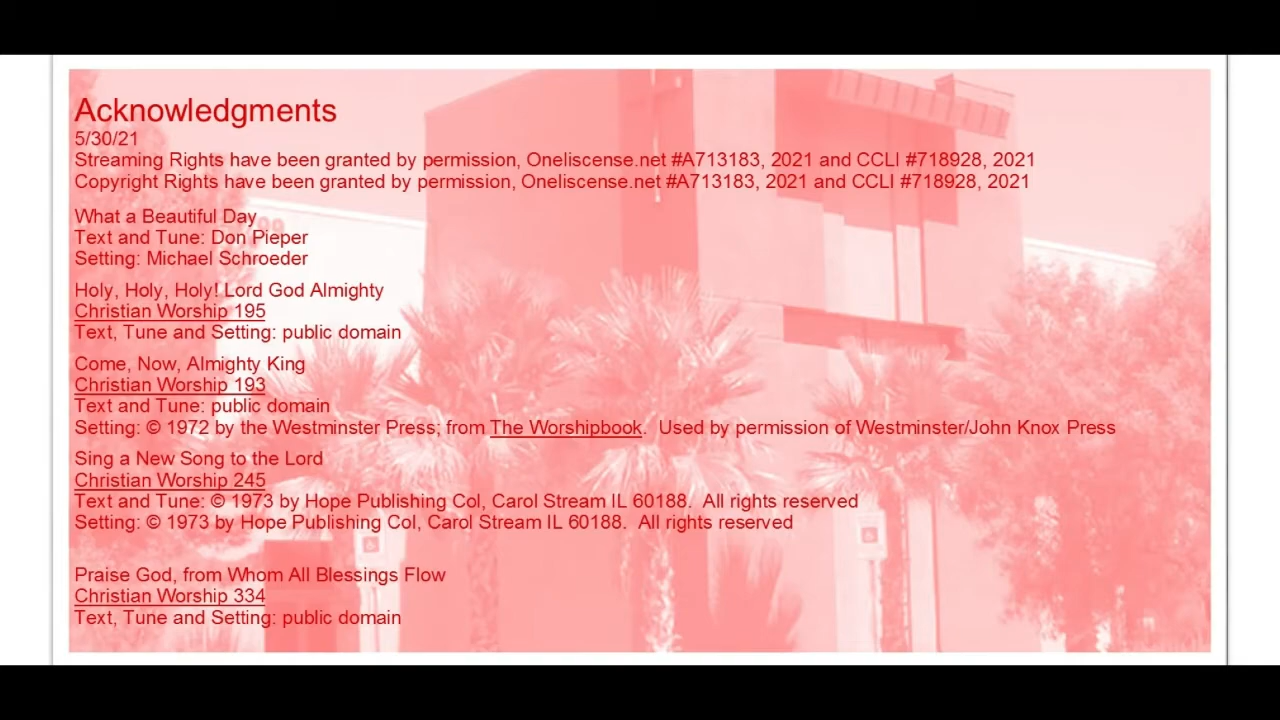 Acknowledgments
5/30/21
Streaming Rights have been granted by permission, Oneliscense.net #A713183, 2021 and CCLI #718928, 2021
Copyright Rights have been granted by permission, Oneliscense.net #A713183, 2021 and CCLI #718928, 2021
What a Beautiful Day
Text and Tune: Don Pieper
Setting: Michael Schroeder
Holy, Holy, Holy! Lord God Almighty
Christian Worship 195
Text, Tune and Setting: public domain
Come, Now, Almighty King
Christian Worship 193
Text and Tune: public domain
Setting: © 1972 by the Westminster Press; from The Worshipbook.  Used by permission of Westminster/John Knox Press
Sing a New Song to the Lord
Christian Worship 245
Text and Tune: © 1973 by Hope Publishing Col, Carol Stream IL 60188.  All rights reserved
Setting: © 1973 by Hope Publishing Col, Carol Stream IL 60188.  All rights reserved
Praise God, from Whom All Blessings Flow
Christian Worship 334
Text, Tune and Setting: public domain